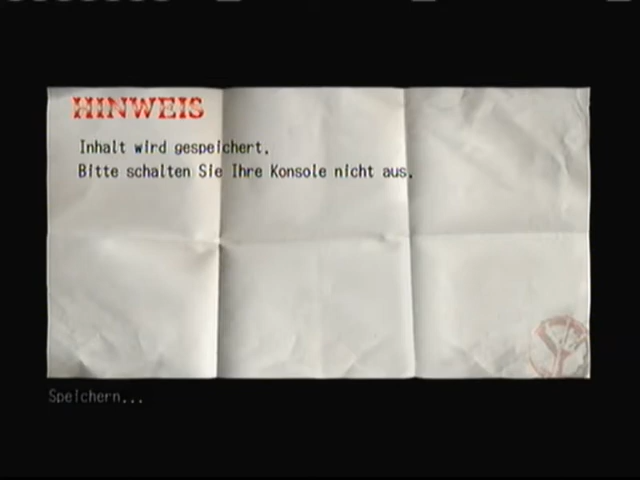 HINWEIS
Inhalt wird gespeichert.
Bitte schalten Sie Ihre Konsole nicht aus.
Speichern...